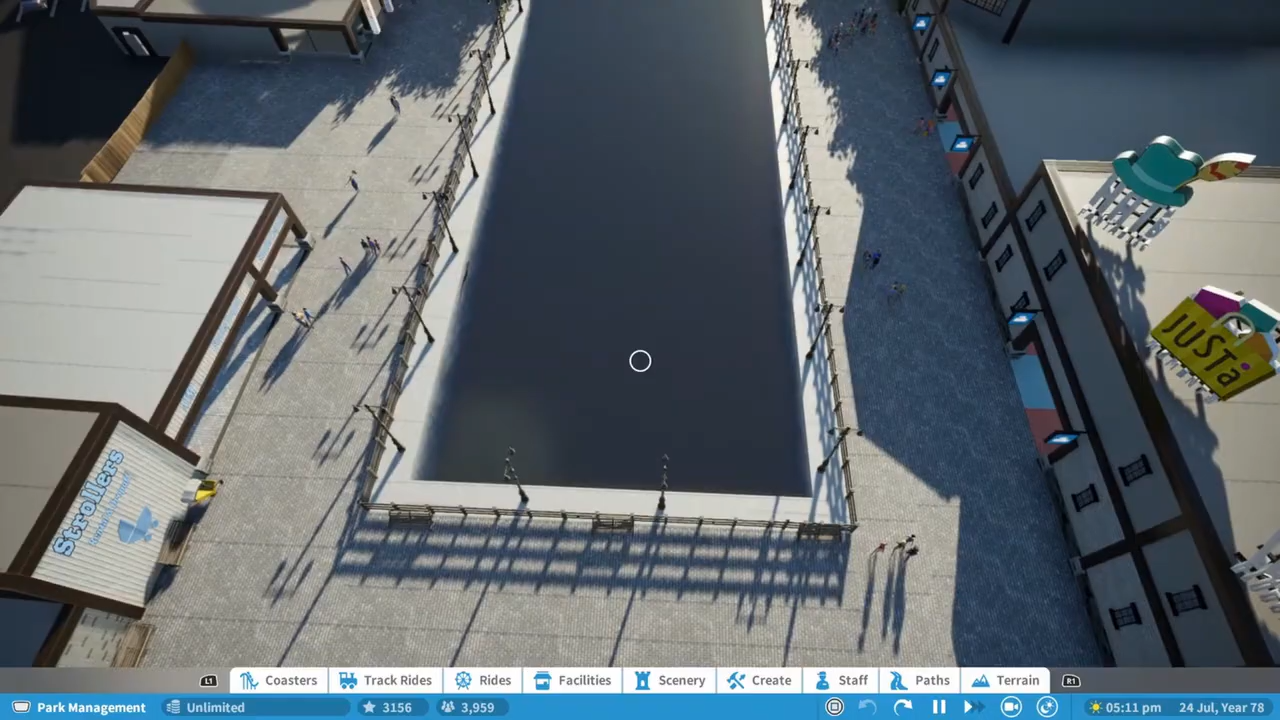 JUSTa
Strollers
L1
Coasters
Track Rides
Rides
Facilities
Scenery
Create
Staff
Paths
Terrain
R1
Park Management
Unlimited
3156
3,959
05:11 pm
24 Jul, Year 78